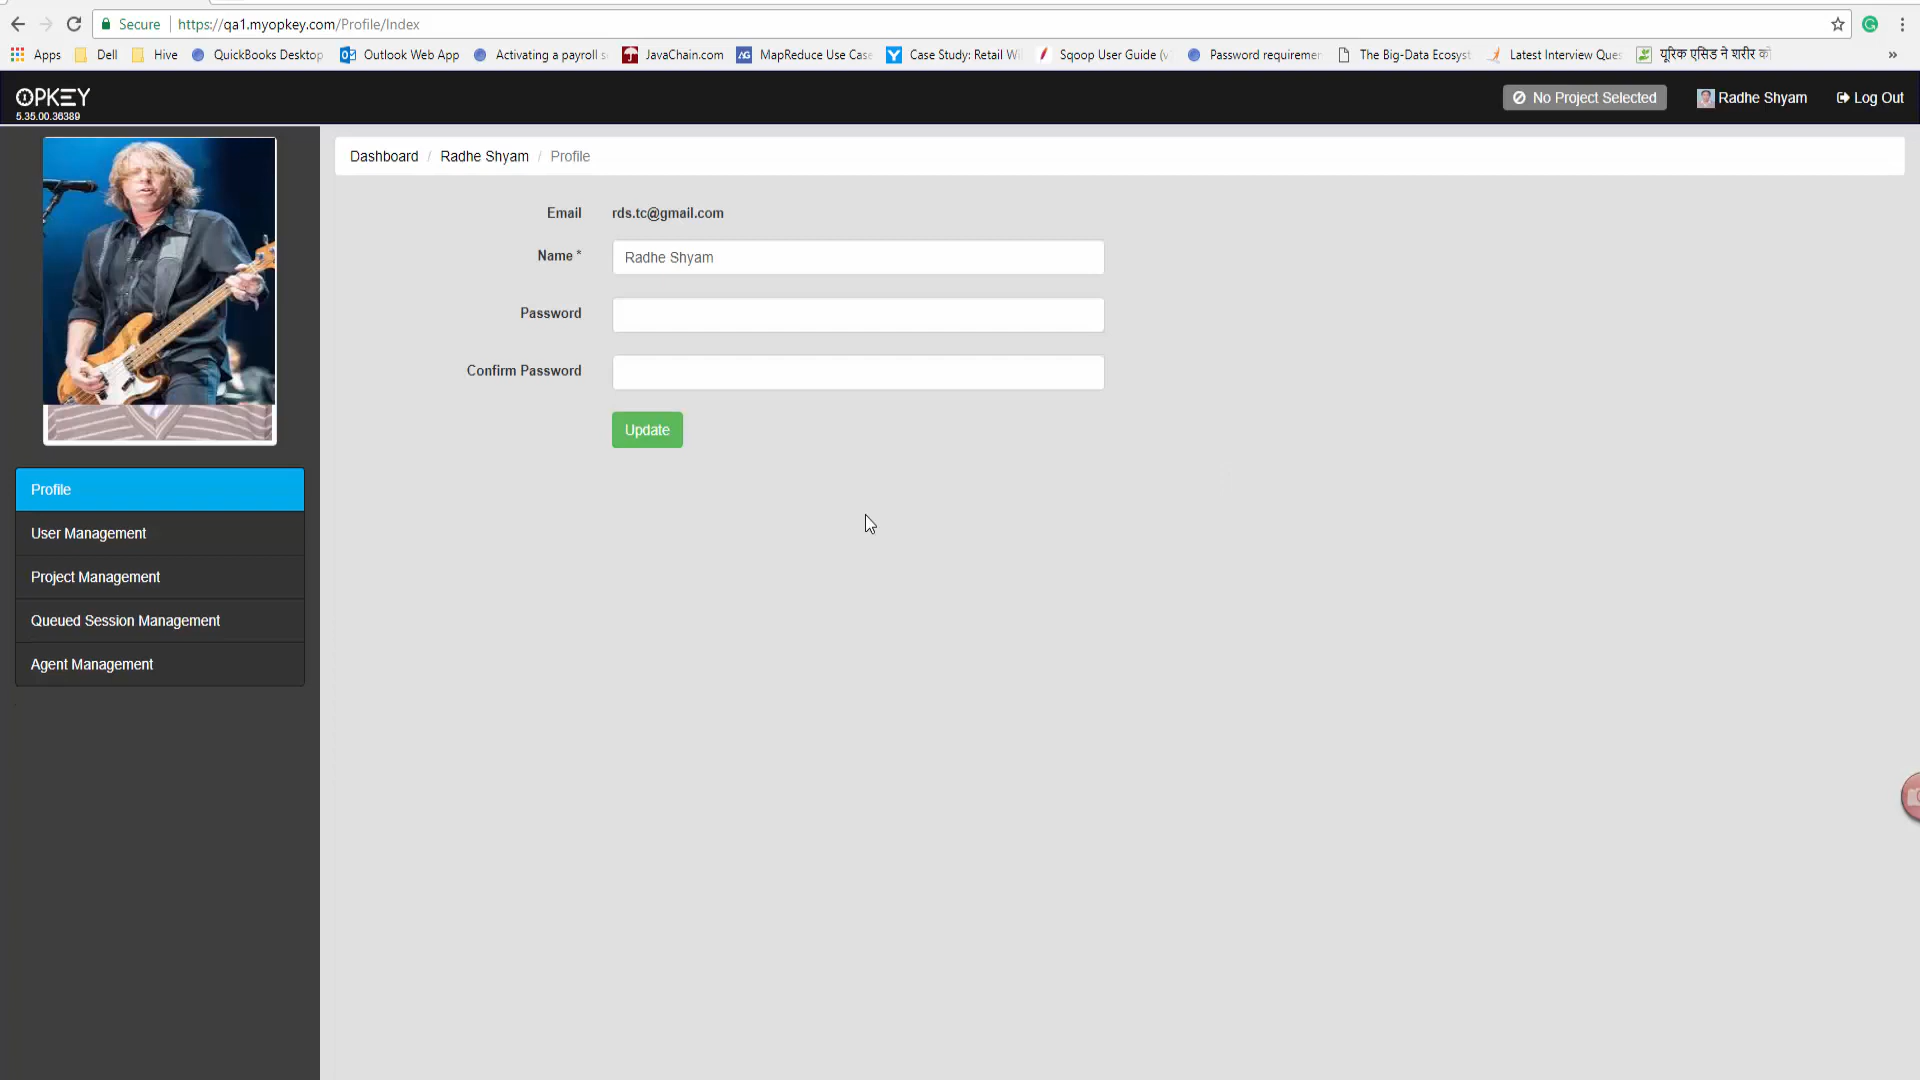 Secure https://qa1.myopkey.com/Profile/Index
Apps Dell Hive QuickBooks Desktop Outlook Web App Activating a payroll s JavaChain.com MapReduce Use Case Case Study: Retail Wi Sqoop User Guide (v Password requiremen The Big-Data Ecosyst Latest Interview Ques यूरिक एसिड ने शरीर को »
OPKEY
5.35.00.36389
No Project Selected Radhe Shyam Log Out
Dashboard / Radhe Shyam / Profile
Email rds.tc@gmail.com
Name * Radhe Shyam
Password
Confirm Password
Update
Profile
User Management
Project Management
Queued Session Management
Agent Management